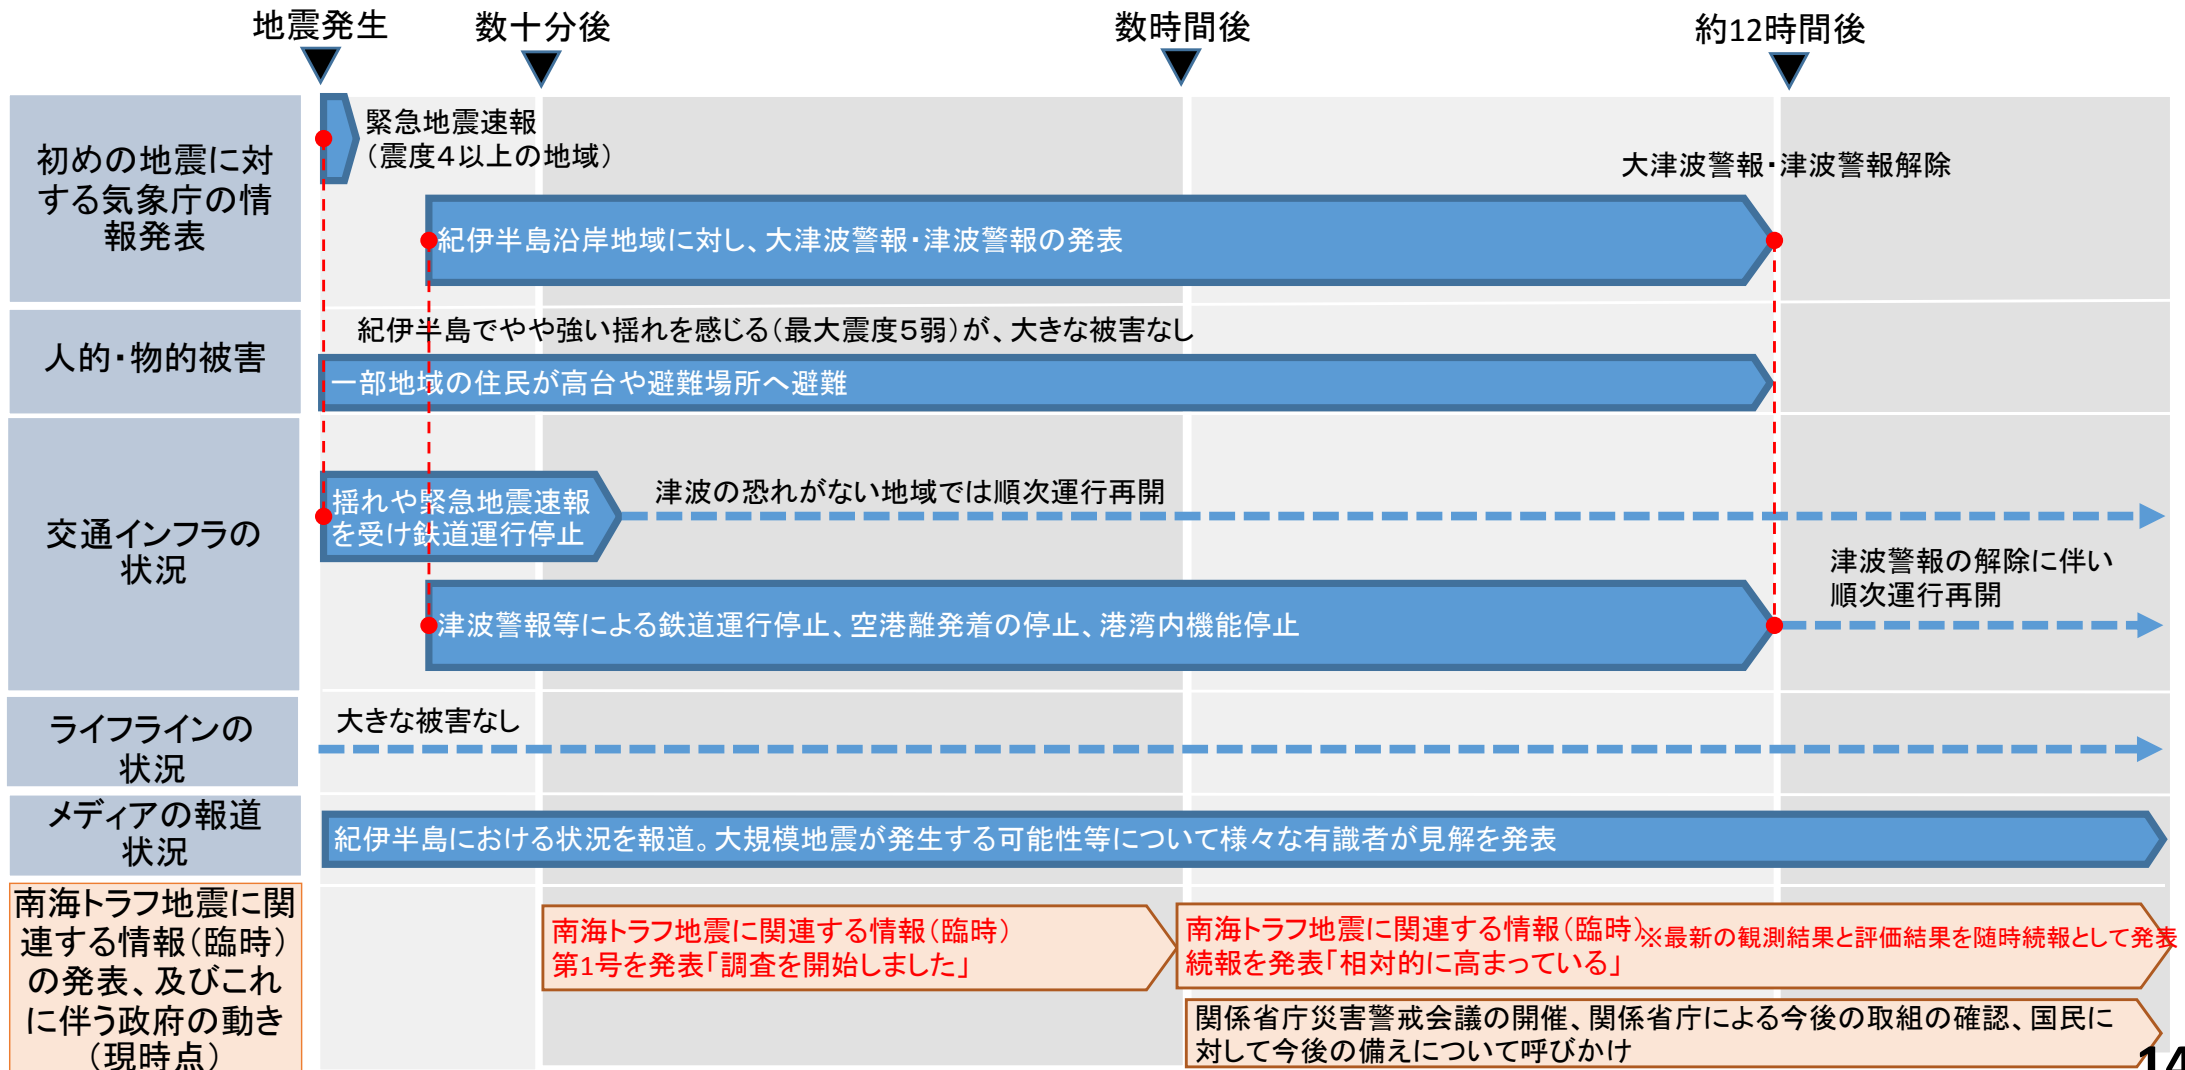 地震発生
数十分後
数時間後
約12時間後
初めの地震に対
する気象庁の情
報発表
緊急地震速報
（震度４以上の地域）
大津波警報・津波警報解除
紀伊半島沿岸地域に対し、大津波警報・津波警報の発表
人的・物的被害
紀伊半島でやや強い揺れを感じる（最大震度５弱）が、大きな被害なし
一部地域の住民が高台や避難場所へ避難
交通インフラの
状況
揺れや緊急地震速報
を受け鉄道運行停止
津波の恐れがない地域では順次運行再開
津波警報の解除に伴い
順次運行再開
津波警報等による鉄道運行停止、空港離発着の停止、港湾内機能停止
ライフラインの
状況
大きな被害なし
メディアの報道
状況
紀伊半島における状況を報道。大規模地震が発生する可能性等について様々な有識者が見解を発表
南海トラフ地震に関
連する情報（臨時）
の発表、及びこれ
に伴う政府の動き
（現時点）
南海トラフ地震に関連する情報（臨時）
第1号を発表「調査を開始しました」
南海トラフ地震に関連する情報（臨時）
続報を発表「相対的に高まっている」
※最新の観測結果と評価結果を随時続報として発表
関係省庁災害警戒会議の開催、関係省庁による今後の取組の確認、国民に
対して今後の備えについて呼びかけ
14